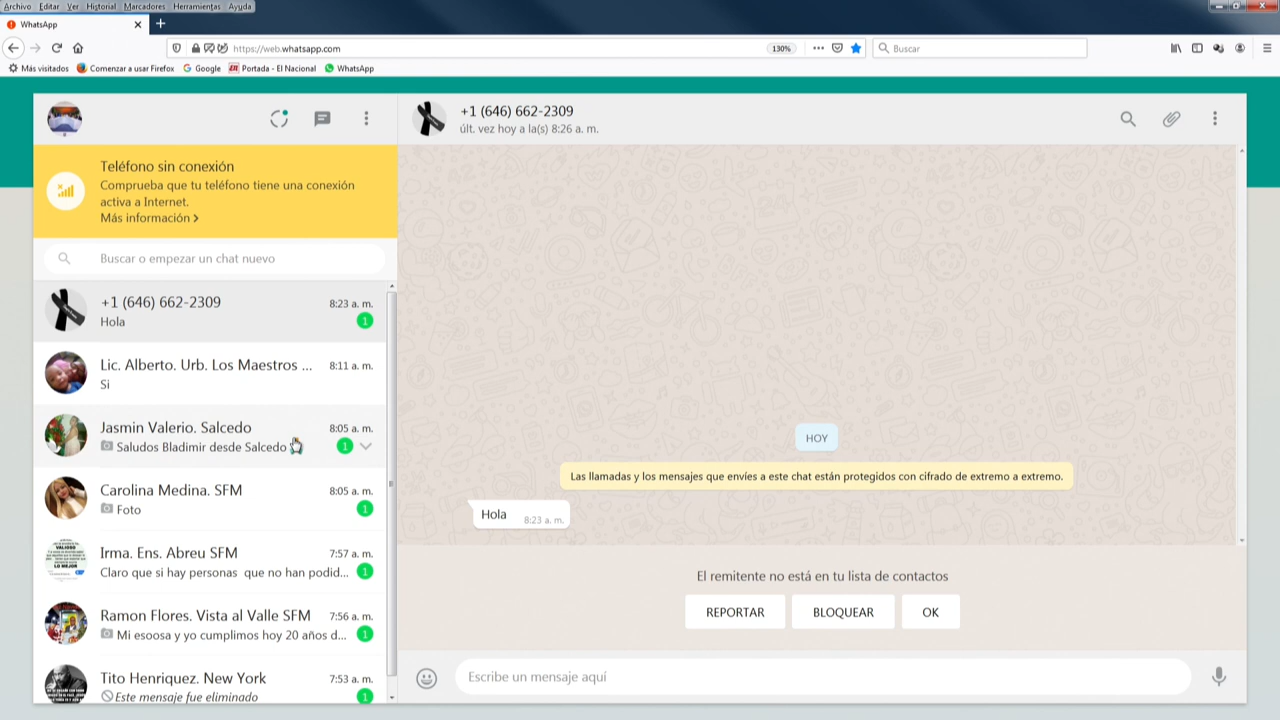 Archivo Editar Ver Historial Marcadores Herramientas Ayuda
WhatsApp
https://web.whatsapp.com
130%
Buscar
Más visitados
Comenzar a usar Firefox
Google
Portada - El Nacional
WhatsApp
+1 (646) 662-2309
últ. vez hoy a la(s) 8:26 a. m.
Teléfono sin conexión
Comprueba que tu teléfono tiene una conexión
activa a Internet.
Más información
Buscar o empezar un chat nuevo
+1 (646) 662-2309
8:23 a. m.
Hola
1
Lic. Alberto. Urb. Los Maestros ...
8:11 a. m.
Si
Jasmin Valerio. Salcedo
8:05 a. m.
Saludos Bladimir desde Salcedo
1
Carolina Medina. SFM
8:05 a. m.
Foto
1
Irma. Ens. Abreu SFM
7:57 a. m.
Claro que si hay personas que no han podid...
1
Ramon Flores. Vista al Valle SFM
7:56 a. m.
Mi esoosa y yo cumplimos hoy 20 años d...
1
Tito Henriquez. New York
7:53 a. m.
Este mensaje fue eliminado
1
HOY
Las llamadas y los mensajes que envíes a este chat están protegidos con cifrado de extremo a extremo.
Hola
8:23 a. m.
El remitente no está en tu lista de contactos
REPORTAR
BLOQUEAR
OK
Escribe un mensaje aquí